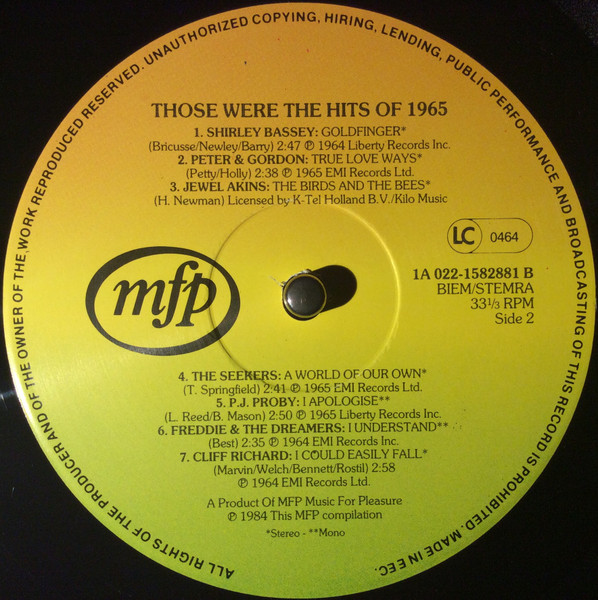 ALL RIGHTS OF THE PRODUCER AND OF THE OWNER OF THE WORK REPRODUCED RESERVED. UNAUTHORIZED COPYING, HIRING, LENDING, PUBLIC PERFORMANCE AND BROADCASTING OF THIS RECORD IS PROHIBITED. MADE IN EEC.
THOSE WERE THE HITS OF 1965
1. SHIRLEY BASSEY: GOLDFINGER*
(Bricusse/Newley/Barry) 2:47 ℗ 1964 Liberty Records Inc.
2. PETER & GORDON: TRUE LOVE WAYS*
(Petty/Holly) 2:38 ℗ 1965 EMI Records Ltd.
3. JEWEL AKINS: THE BIRDS AND THE BEES*
(H. Newman) Licensed by K-Tel Holland B.V./Kilo Music
LC 0464
mfp
1A 022-1582881 B
BIEM/STEMRA
33 1/3 RPM
Side 2
4. THE SEEKERS: A WORLD OF OUR OWN*
(T. Springfield) 2:41 ℗ 1965 EMI Records Ltd.
5. P.J. PROBY: I APOLOGISE**
(L. Reed/B. Mason) 2:50 ℗ 1965 Liberty Records Inc.
6. FREDDIE & THE DREAMERS: I UNDERSTAND**
(Best) 2:35 ℗ 1964 EMI Records Inc.
7. CLIFF RICHARD: I COULD EASILY FALL*
(Marvin/Welch/Bennett/Rostil) 2:58
℗ 1964 EMI Records Ltd.
A Product Of MFP Music For Pleasure
℗ 1984 This MFP compilation
*Stereo - **Mono